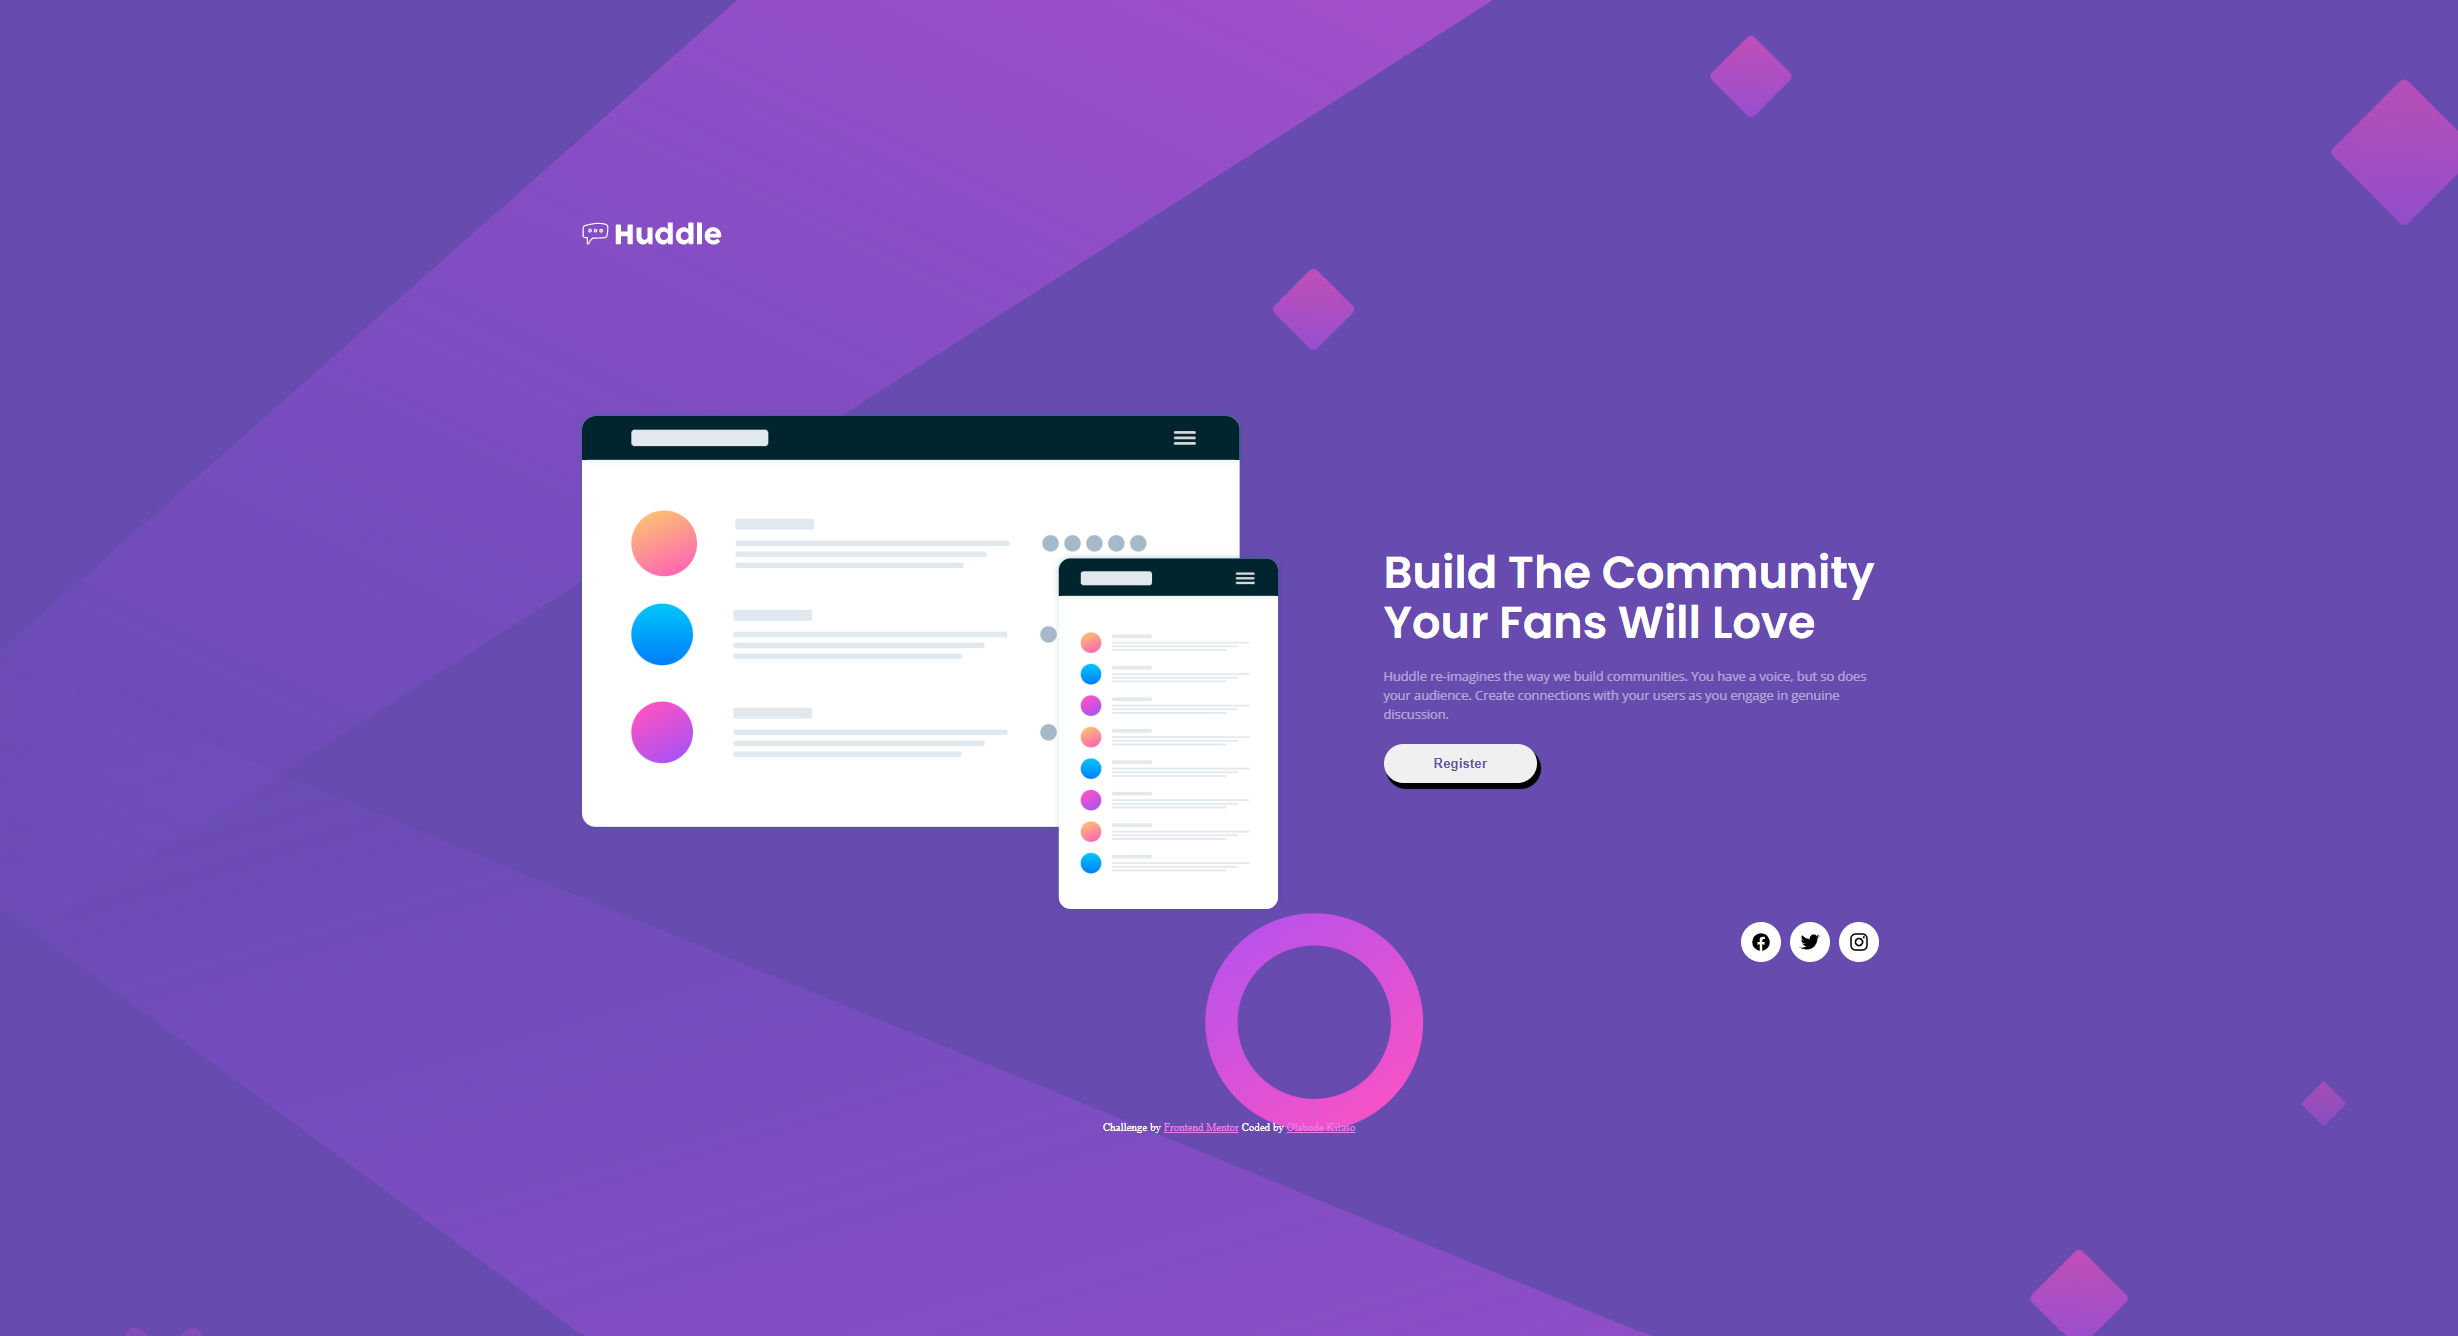 Huddle
Build The Community
Your Fans Will Love
Huddle re-imagines the way we build communities. You have a voice, but so does
your audience. Create connections with your users as you engage in genuine
discussion.
Register
Challenge by Frontend Mentor Coded by Olabode Kilaso